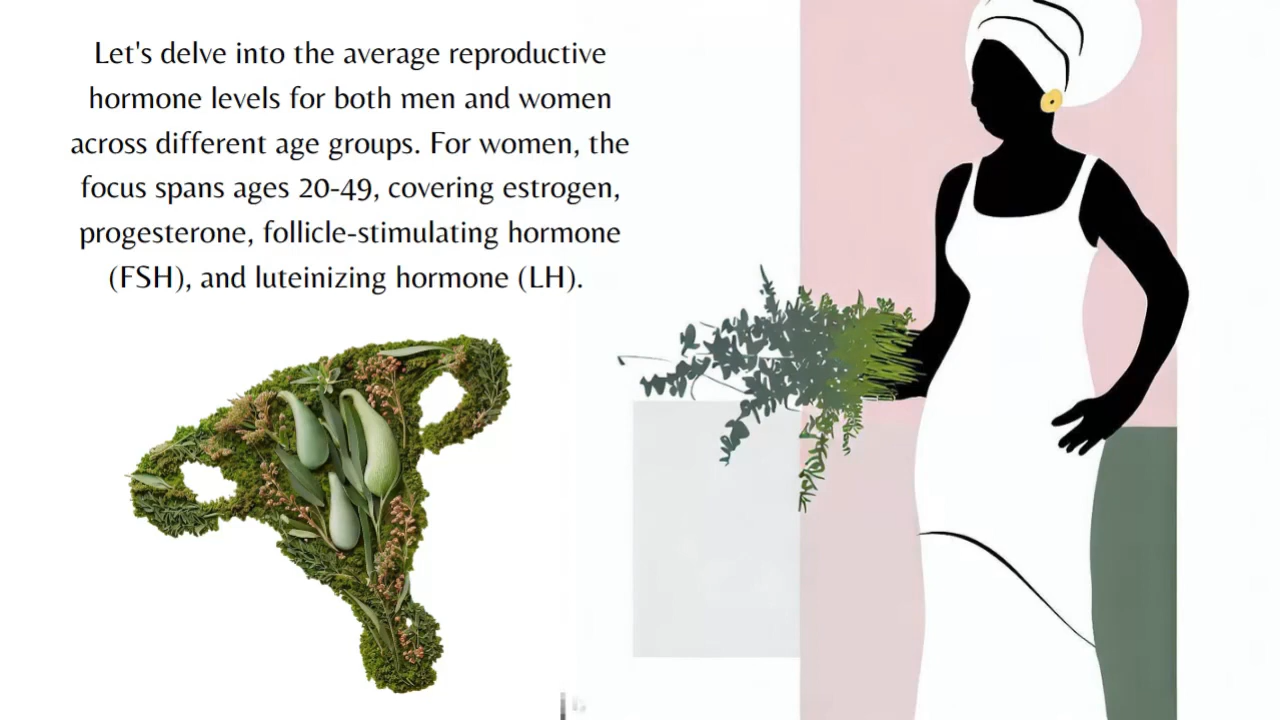 Let's delve into the average reproductive
hormone levels for both men and women
across different age groups. For women, the
focus spans ages 20-49, covering estrogen,
progesterone, follicle-stimulating hormone
(FSH), and luteinizing hormone (LH).